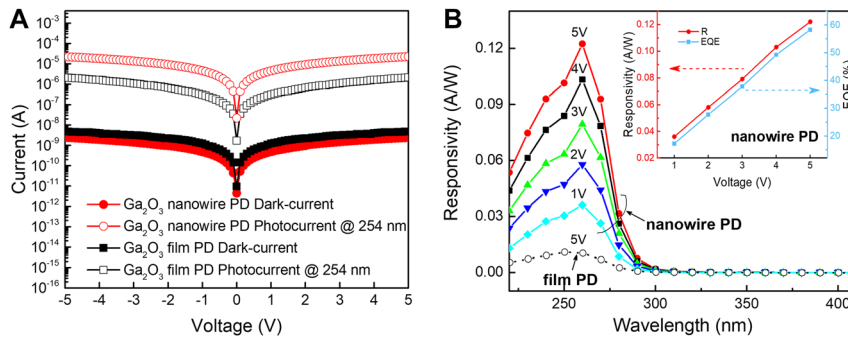 A
10⁻³
10⁻⁴
10⁻⁵
10⁻⁶
10⁻⁷
10⁻⁸
10⁻⁹
10⁻¹⁰
10⁻¹¹
10⁻¹²
10⁻¹³
10⁻¹⁴
10⁻¹⁵
10⁻¹⁶
Current (A)
Ga₂O₃ nanowire PD Dark-current
Ga₂O₃ nanowire PD Photocurrent @ 254 nm
Ga₂O₃ film PD Dark-current
Ga₂O₃ film PD Photocurrent @ 254 nm
-5 -4 -3 -2 -1 0 1 2 3 4 5
Voltage (V)
B
0.12
0.09
0.06
0.03
0.00
Responsivity (A/W)
5V
4V
3V
2V
1V
5V
film PD
nanowire PD
250 300 350 400
Wavelength (nm)
0.12
0.10
0.08
0.06
0.04
0.02
Responsivity (A/W)
R
EQE
nanowire PD
60
50
40
30
20
EQE (%)
1 2 3 4 5
Voltage (V)